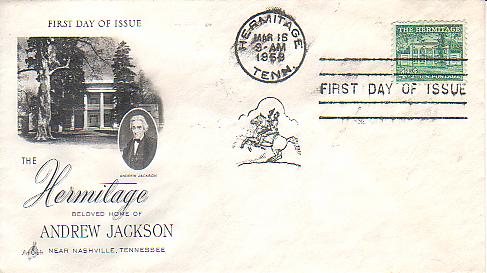 FIRST DAY OF ISSUE
HERMITAGE,
MAR 16
9-AM
1959
TENN.
THE HERMITAGE
FIRST DAY OF ISSUE
ANDREW JACKSON
THE
Hermitage
BELOVED HOME OF
ANDREW JACKSON
NEAR NASHVILLE, TENNESSEE
ArtCraft